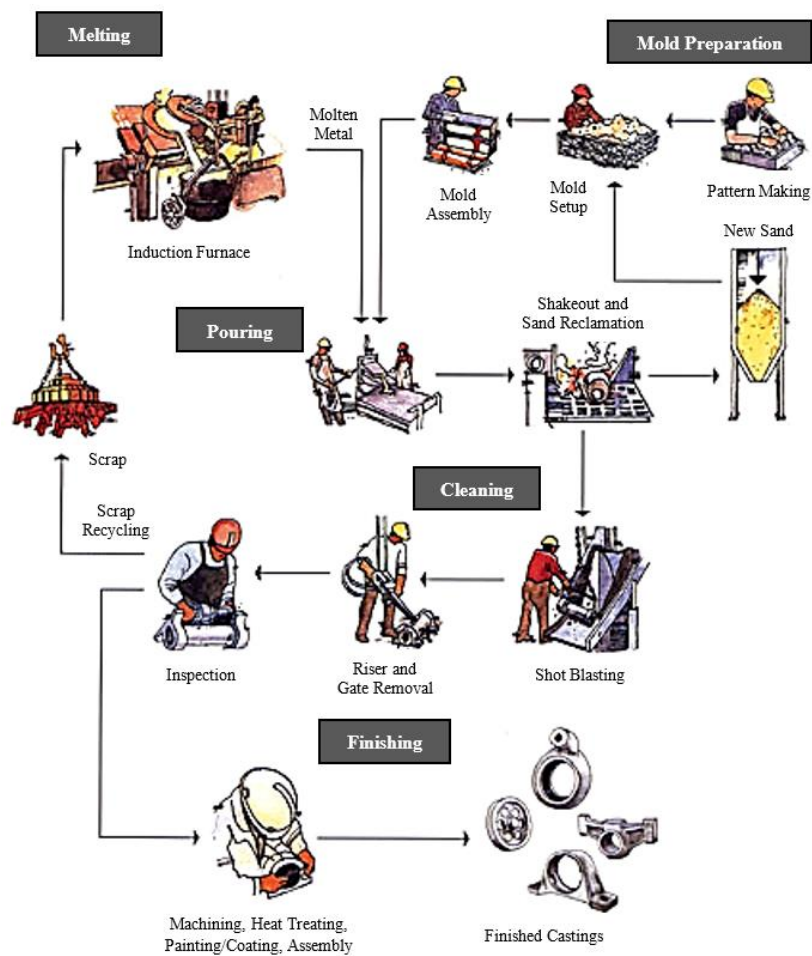 Melting
Mold Preparation
Molten
Metal
Mold
Assembly
Mold
Setup
Pattern Making
Induction Furnace
New Sand
Pouring
Shakeout and
Sand Reclamation
Scrap
Cleaning
Scrap
Recycling
Inspection
Riser and
Gate Removal
Shot Blasting
Finishing
Machining, Heat Treating,
Painting/Coating, Assembly
Finished Castings